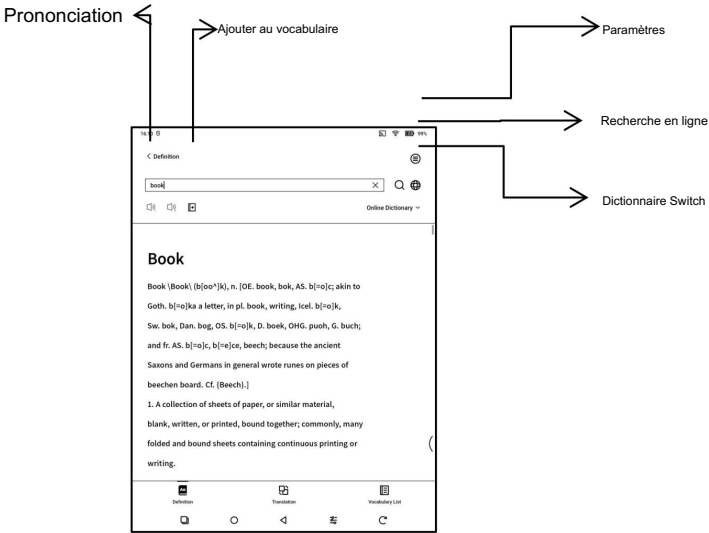 Prononciation
Ajouter au vocabulaire
Paramètres
Recherche en ligne
Dictionnaire Switch
99%
Definition
book
Online Dictionary
Book
Book \Book\ (b[oo^]k), n. [OE. book, bok, AS. b[=o]c; akin to
Goth. b[=o]ka a letter, in pl. book, writing, Icel. b[=o]k,
Sw. bok, Dan. bog, OS. b[=o]k, D. boek, OHG. puoh, G. buch;
and fr. AS. b[=o]c, b[=e]ce, beech; because the ancient
Saxons and Germans in general wrote runes on pieces of
beechen board. Cf. {Beech}.]
1. A collection of sheets of paper, or similar material,
blank, written, or printed, bound together; commonly, many
folded and bound sheets containing continuous printing or
writing.
Definition
Translation
Vocabulary List